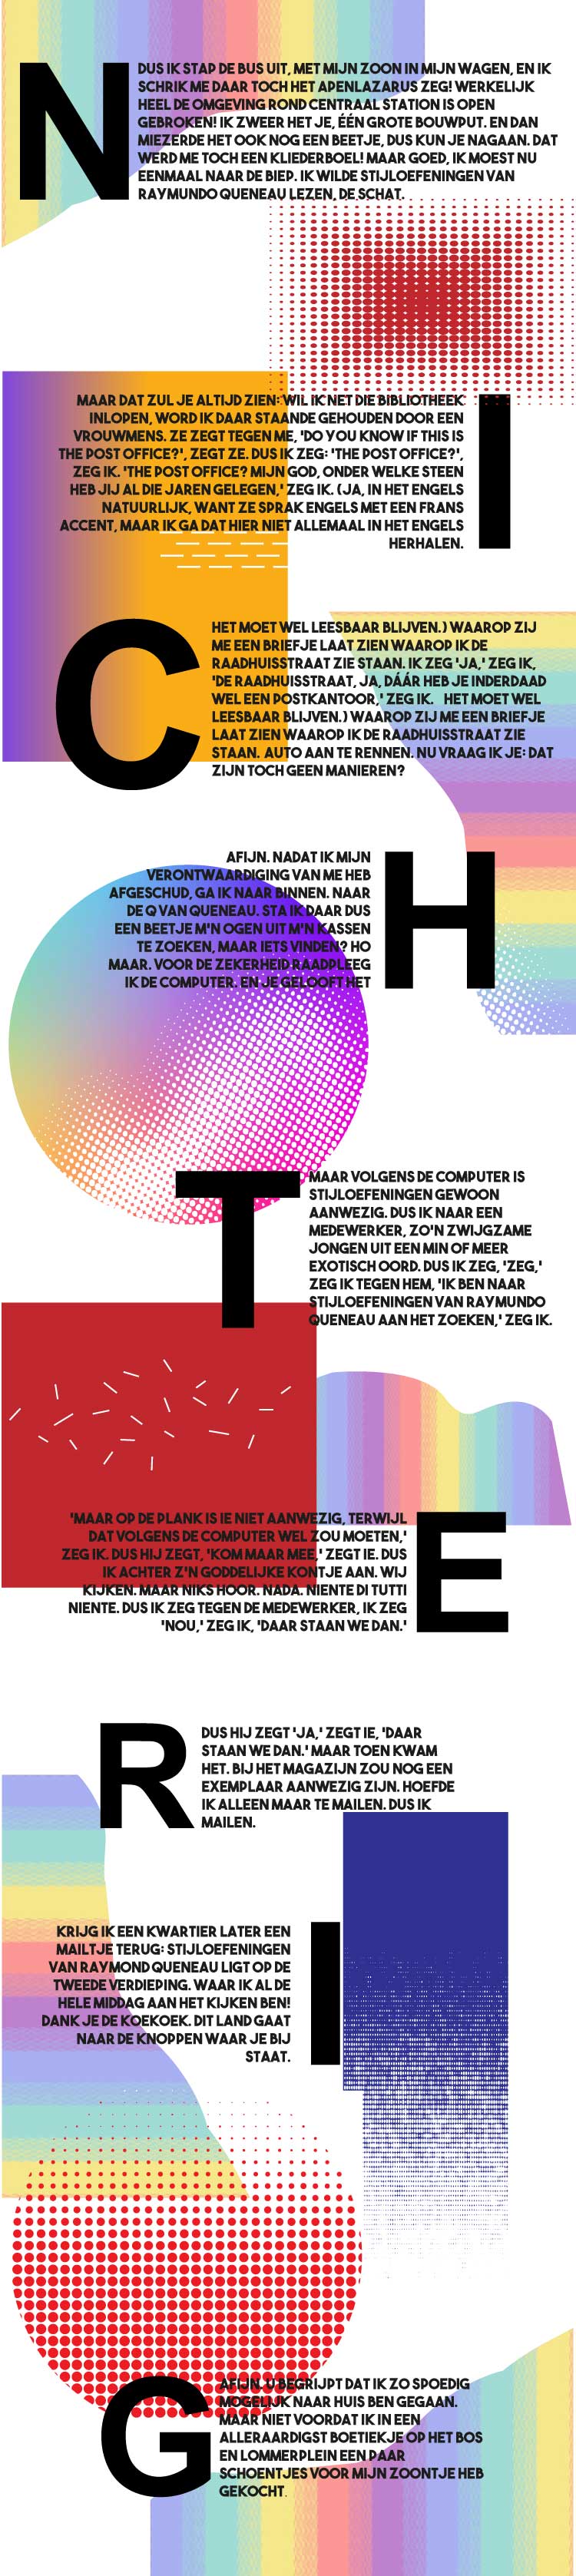 N
DUS IK STAP DE BUS UIT, MET MIJN ZOON IN MIJN WAGEN, EN IK
SCHRIK ME DAAR TOCH HET APENLAZARUS ZEG! WERKELIJK
HEEL DE OMGEVING ROND CENTRAAL STATION IS OPEN
GEBROKEN! IK ZWEER HET JE, ÉÉN GROTE BOUWPUT. EN DAN
MIEZERDE HET OOK NOG EEN BEETJE, DUS KUN JE NAGAAN. DAT
WERD ME TOCH EEN KLIEDERBOEL! MAAR GOED, IK MOEST NU
EENMAAL NAAR DE BIEP. IK WILDE STIJLOEFENINGEN VAN
RAYMUNDO QUENEAU LEZEN, DE SCHAT.
MAAR DAT ZUL JE ALTIJD ZIEN: WIL IK NET DIE BIBLIOTHEEK
INLOPEN, WORD IK DAAR STAANDE GEHOUDEN DOOR EEN
VROUWMENS. ZE ZEGT TEGEN ME, 'DO YOU KNOW IF THIS IS
THE POST OFFICE?', ZEGT ZE. DUS IK ZEG: 'THE POST OFFICE?',
ZEG IK. 'THE POST OFFICE? MIJN GOD, ONDER WELKE STEEN
HEB JIJ AL DIE JAREN GELEGEN,' ZEG IK. (JA, IN HET ENGELS
NATUURLIJK, WANT ZE SPRAK ENGELS MET EEN FRANS
ACCENT, MAAR IK GA DAT HIER NIET ALLEMAAL IN HET ENGELS
HERHALEN.
I
C
HET MOET WEL LEESBAAR BLIJVEN.) WAAROP ZIJ
ME EEN BRIEFJE LAAT ZIEN WAAROP IK DE
RAADHUISSTRAAT ZIE STAAN. IK ZEG 'JA,' ZEG IK,
'DE RAADHUISSTRAAT, JA, DÁÁR HEB JE INDERDAAD
WEL EEN POSTKANTOOR,' ZEG IK. HET MOET WEL
LEESBAAR BLIJVEN.) WAAROP ZIJ ME EEN BRIEFJE
LAAT ZIEN WAAROP IK DE RAADHUISSTRAAT ZIE
STAAN. AUTO AAN TE RENNEN. NU VRAAG IK JE: DAT
ZIJN TOCH GEEN MANIEREN?
AFIJN. NADAT IK MIJN
VERONTWAARDIGING VAN ME HEB
AFGESCHUD, GA IK NAAR BINNEN. NAAR
DE Q VAN QUENEAU. STA IK DAAR DUS
EEN BEETJE M'N OGEN UIT M'N KASSEN
TE ZOEKEN, MAAR IETS VINDEN? HO
MAAR. VOOR DE ZEKERHEID RAADPLEEG
IK DE COMPUTER. EN JE GELOOFT HET
H
T
MAAR VOLGENS DE COMPUTER IS
STIJLOEFENINGEN GEWOON
AANWEZIG. DUS IK NAAR EEN
MEDEWERKER, ZO'N ZWIJGZAME
JONGEN UIT EEN MIN OF MEER
EXOTISCH OORD. DUS IK ZEG, 'ZEG,'
ZEG IK TEGEN HEM, 'IK BEN NAAR
STIJLOEFENINGEN VAN RAYMUNDO
QUENEAU AAN HET ZOEKEN,' ZEG IK.
'MAAR OP DE PLANK IS IE NIET AANWEZIG, TERWIJL
DAT VOLGENS DE COMPUTER WEL ZOU MOETEN,'
ZEG IK. DUS HIJ ZEGT, 'KOM MAAR MEE,' ZEGT IE. DUS
IK ACHTER Z'N GODDELIJKE KONTJE AAN. WIJ
KIJKEN. MAAR NIKS HOOR. NADA. NIENTE DI TUTTI
NIENTE. DUS IK ZEG TEGEN DE MEDEWERKER, IK ZEG
'NOU,' ZEG IK, 'DAAR STAAN WE DAN.'
E
R
DUS HIJ ZEGT 'JA,' ZEGT IE, 'DAAR
STAAN WE DAN.' MAAR TOEN KWAM
HET. BIJ HET MAGAZIJN ZOU NOG EEN
EXEMPLAAR AANWEZIG ZIJN. HOEFDE
IK ALLEEN MAAR TE MAILEN. DUS IK
MAILEN.
KRIJG IK EEN KWARTIER LATER EEN
MAILTJE TERUG: STIJLOEFENINGEN
VAN RAYMOND QUENEAU LIGT OP DE
TWEEDE VERDIEPING. WAAR IK AL DE
HELE MIDDAG AAN HET KIJKEN BEN!
DANK JE DE KOEKOEK. DIT LAND GAAT
NAAR DE KNOPPEN WAAR JE BIJ
STAAT.
I
G
AFIJN. U BEGRIJPT DAT IK ZO SPOEDIG
MOGELIJK NAAR HUIS BEN GEGAAN.
MAAR NIET VOORDAT IK IN EEN
ALLERAARDIGST BOETIEKJE OP HET BOS
EN LOMMERPLEIN EEN PAAR
SCHOENTJES VOOR MIJN ZOONTJE HEB
GEKOCHT.